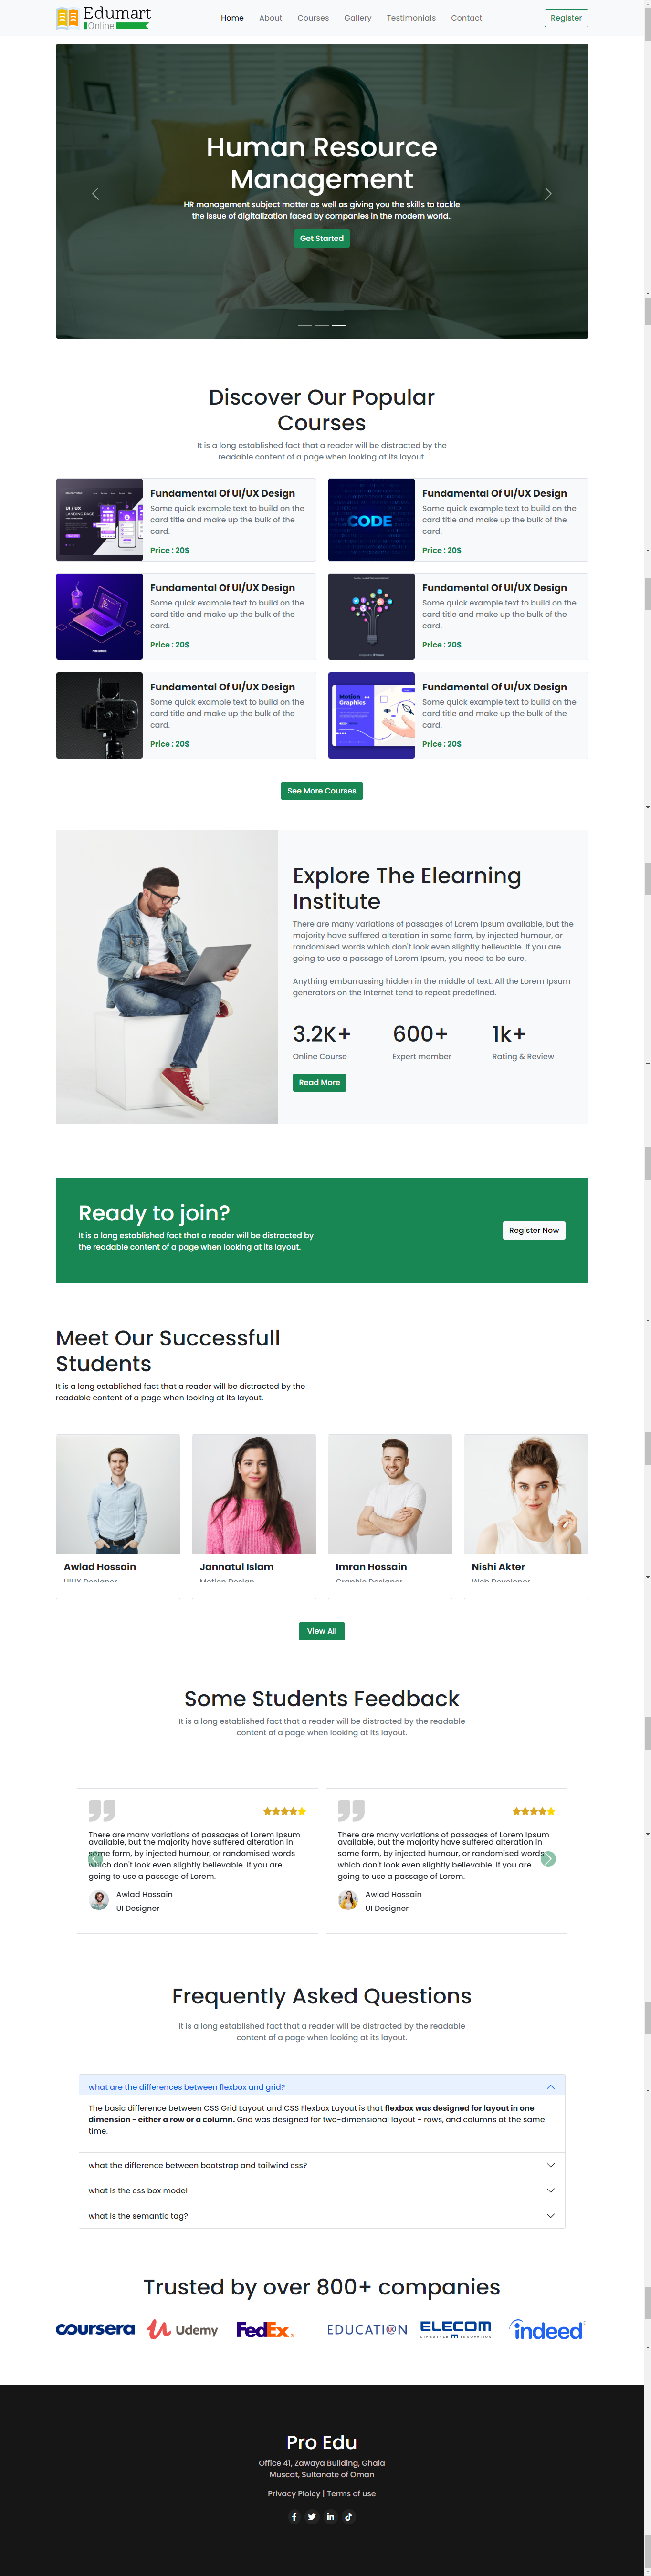 Edumart
Online
Home About Courses Gallery Testimonials Contact
Register
Human Resource
Management
HR management subject matter as well as giving you the skills to tackle
the issue of digitalization faced by companies in the modern world..
Get Started
Discover Our Popular
Courses
It is a long established fact that a reader will be distracted by the
readable content of a page when looking at its layout.
UI / UX
LANDING PAGE
Fundamental Of UI/UX Design
Some quick example text to build on the
card title and make up the bulk of the
card.
Price : 20$
CODE
Fundamental Of UI/UX Design
Some quick example text to build on the
card title and make up the bulk of the
card.
Price : 20$
Fundamental Of UI/UX Design
Some quick example text to build on the
card title and make up the bulk of the
card.
Price : 20$
Fundamental Of UI/UX Design
Some quick example text to build on the
card title and make up the bulk of the
card.
Price : 20$
Fundamental Of UI/UX Design
Some quick example text to build on the
card title and make up the bulk of the
card.
Price : 20$
Motion
Graphics
Fundamental Of UI/UX Design
Some quick example text to build on the
card title and make up the bulk of the
card.
Price : 20$
See More Courses
Explore The Elearning
Institute
There are many variations of passages of Lorem Ipsum available, but the
majority have suffered alteration in some form, by injected humour, or
randomised words which don't look even slightly believable. If you are
going to use a passage of Lorem Ipsum, you need to be sure.
Anything embarrassing hidden in the middle of text. All the Lorem Ipsum
generators on the Internet tend to repeat predefined.
3.2K+ 600+ 1k+
Online Course Expert member Rating & Review
Read More
Ready to join?
It is a long established fact that a reader will be distracted by
the readable content of a page when looking at its layout.
Register Now
Meet Our Successfull
Students
It is a long established fact that a reader will be distracted by the
readable content of a page when looking at its layout.
Awlad Hossain
UIUX Designer
Jannatul Islam
Motion Design
Imran Hossain
Graphic Designer
Nishi Akter
Web Developer
View All
Some Students Feedback
It is a long established fact that a reader will be distracted by the readable
content of a page when looking at its layout.
There are many variations of passages of Lorem Ipsum
available, but the majority have suffered alteration in
some form, by injected humour, or randomised words
which don't look even slightly believable. If you are
going to use a passage of Lorem.
Awlad Hossain
UI Designer
There are many variations of passages of Lorem Ipsum
available, but the majority have suffered alteration in
some form, by injected humour, or randomised words
which don't look even slightly believable. If you are
going to use a passage of Lorem.
Awlad Hossain
UI Designer
Frequently Asked Questions
It is a long established fact that a reader will be distracted by the readable
content of a page when looking at its layout.
what are the differences between flexbox and grid?
The basic difference between CSS Grid Layout and CSS Flexbox Layout is that flexbox was designed for layout in one
dimension - either a row or a column. Grid was designed for two-dimensional layout - rows, and columns at the same
time.
what the difference between bootstrap and tailwind css?
what is the css box model
what is the semantic tag?
Trusted by over 800+ companies
coursera Udemy FedEx EDUCATION ELECOM indeed
LIFESTYLE INNOVATION
Pro Edu
Office 41, Zawaya Building, Ghala
Muscat, Sultanate of Oman
Privacy Ploicy | Terms of use